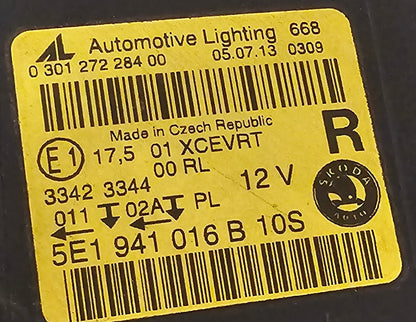 AL Automotive Lighting 668
0 301 272 284 00 05.07.13 0309
Made in Czech Republic
E1 17,5 01 XCEVRT R
00 RL
3342 3344 12 V
011 02A PL
SKODA
AUTO
5E1 941 016 B 10S